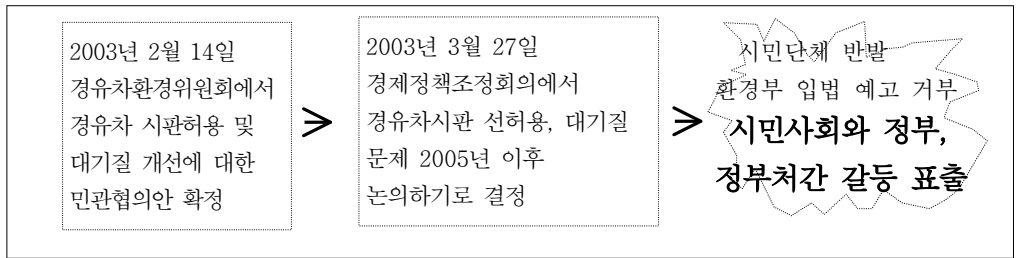 2003년 2월 14일
경유차환경위원회에서
경유차 시판허용 및
대기질 개선에 대한
민관협의안 확정
>
2003년 3월 27일
경제정책조정회의에서
경유차시판 선허용, 대기질
문제 2005년 이후
논의하기로 결정
>
시민단체 반발
환경부 입법 예고 거부
시민사회와 정부,
정부처간 갈등 표출